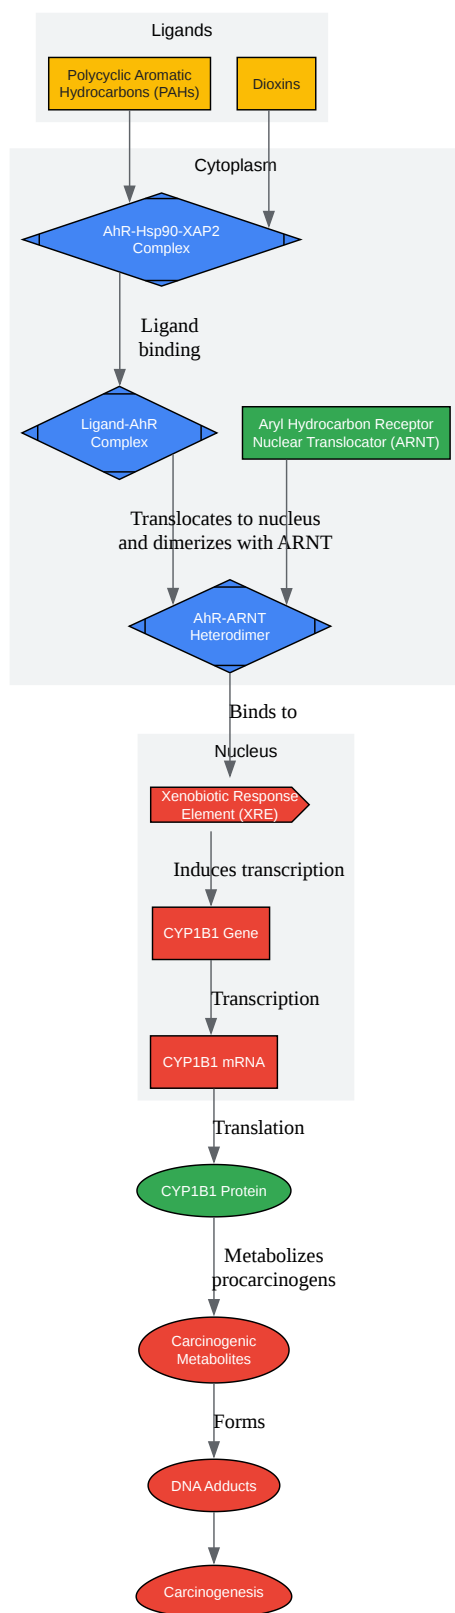 Ligands
Polycyclic Aromatic
Hydrocarbons (PAHs)
Dioxins
Cytoplasm
AhR-Hsp90-XAP2
Complex
Ligand
binding
Ligand-AhR
Complex
Aryl Hydrocarbon Receptor
Nuclear Translocator (ARNT)
Translocates to nucleus
and dimerizes with ARNT
AhR-ARNT
Heterodimer
Binds to
Nucleus
Xenobiotic Response
Element (XRE)
Induces transcription
CYP1B1 Gene
Transcription
CYP1B1 mRNA
Translation
CYP1B1 Protein
Metabolizes
procarcinogens
Carcinogenic
Metabolites
Forms
DNA Adducts
Carcinogenesis